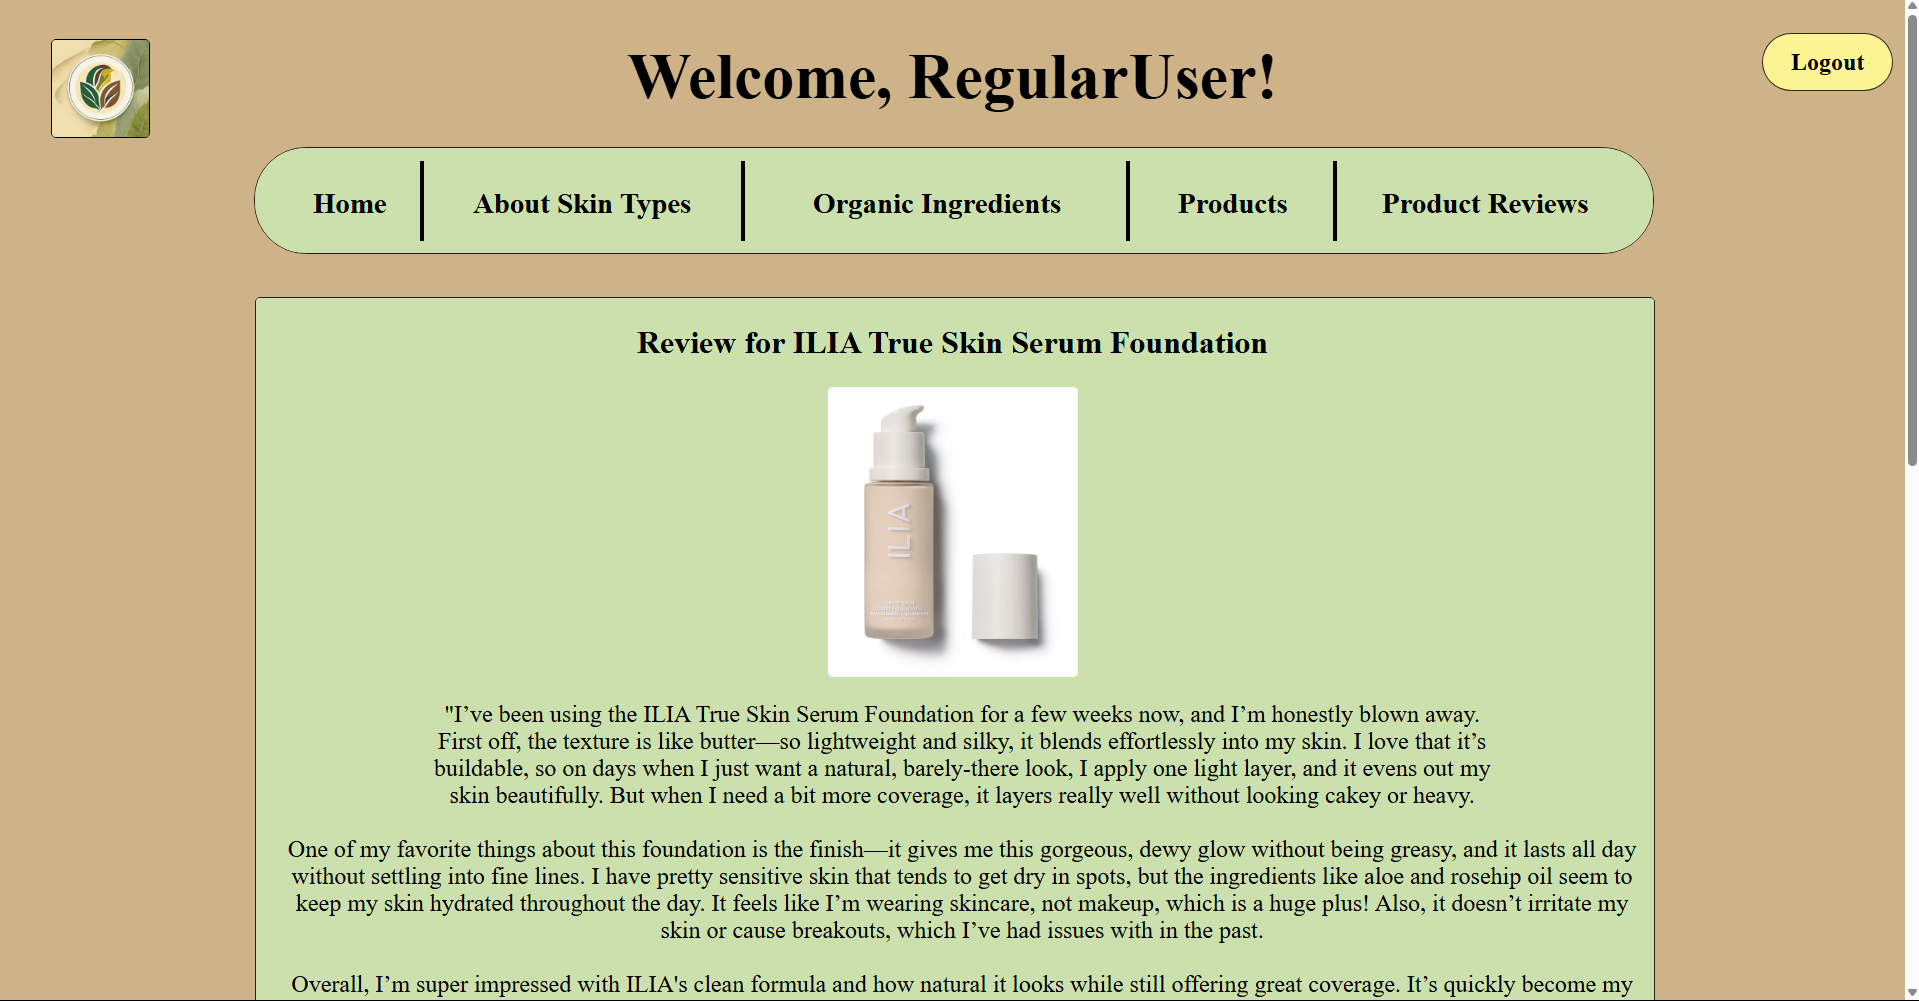 Welcome, RegularUser!
Logout
Home
About Skin Types
Organic Ingredients
Products
Product Reviews
Review for ILIA True Skin Serum Foundation
ILIA
"I’ve been using the ILIA True Skin Serum Foundation for a few weeks now, and I’m honestly blown away.
First off, the texture is like butter—so lightweight and silky, it blends effortlessly into my skin. I love that it’s
buildable, so on days when I just want a natural, barely-there look, I apply one light layer, and it evens out my
skin beautifully. But when I need a bit more coverage, it layers really well without looking cakey or heavy.
One of my favorite things about this foundation is the finish—it gives me this gorgeous, dewy glow without being greasy, and it lasts all day
without settling into fine lines. I have pretty sensitive skin that tends to get dry in spots, but the ingredients like aloe and rosehip oil seem to
keep my skin hydrated throughout the day. It feels like I’m wearing skincare, not makeup, which is a huge plus! Also, it doesn’t irritate my
skin or cause breakouts, which I’ve had issues with in the past.
Overall, I’m super impressed with ILIA's clean formula and how natural it looks while still offering great coverage. It’s quickly become my